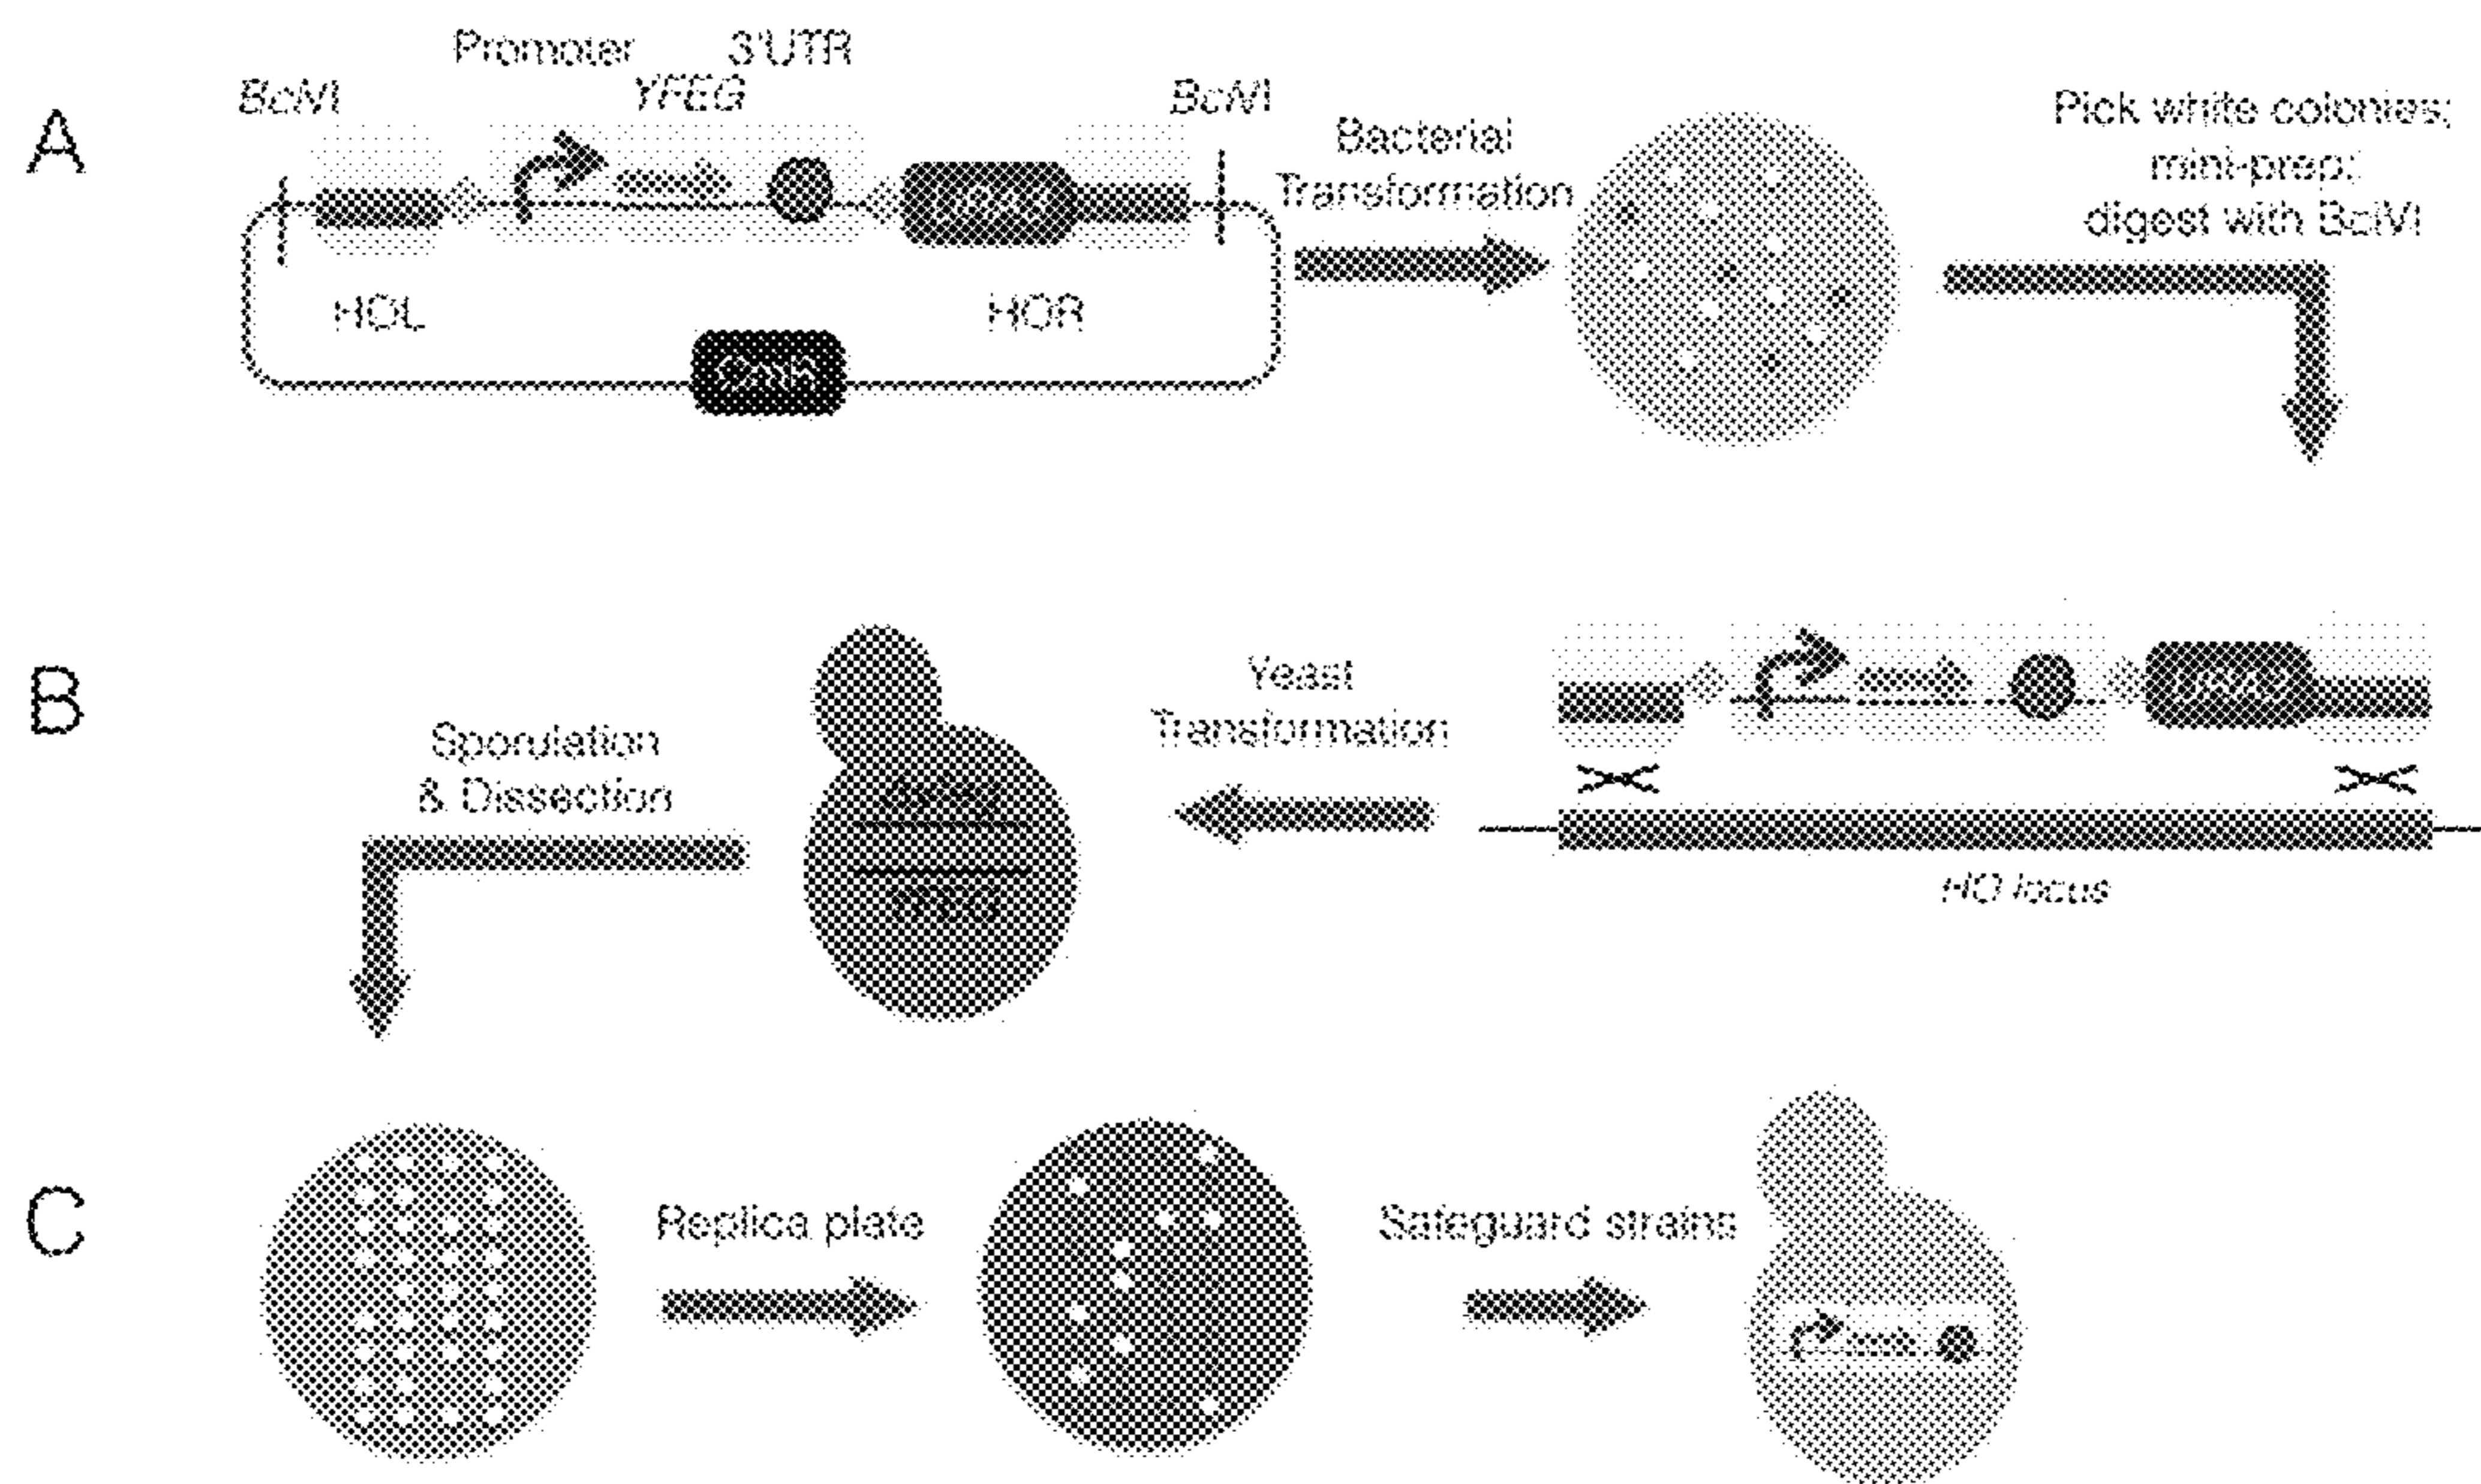 A
Promoter 3'UTR
BciVI YFEG BciVI
HOL HOR
CmR
Bacterial
Transformation
Pick white colonies;
mini-prep;
digest with BciVI
B
Sporulation
& Dissection
Yeast
Transformation
HO locus
C
Replica plate
Safeguard strains